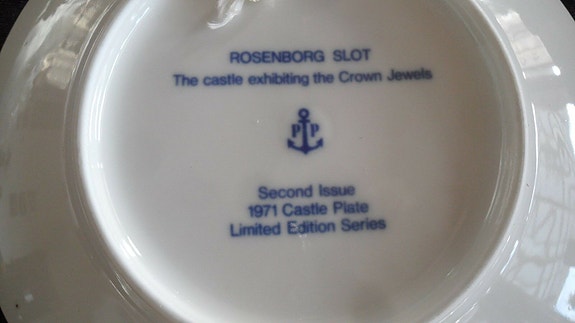 ROSENBORG SLOT
The castle exhibiting the Crown Jewels
P P
Second Issue
1971 Castle Plate
Limited Edition Series